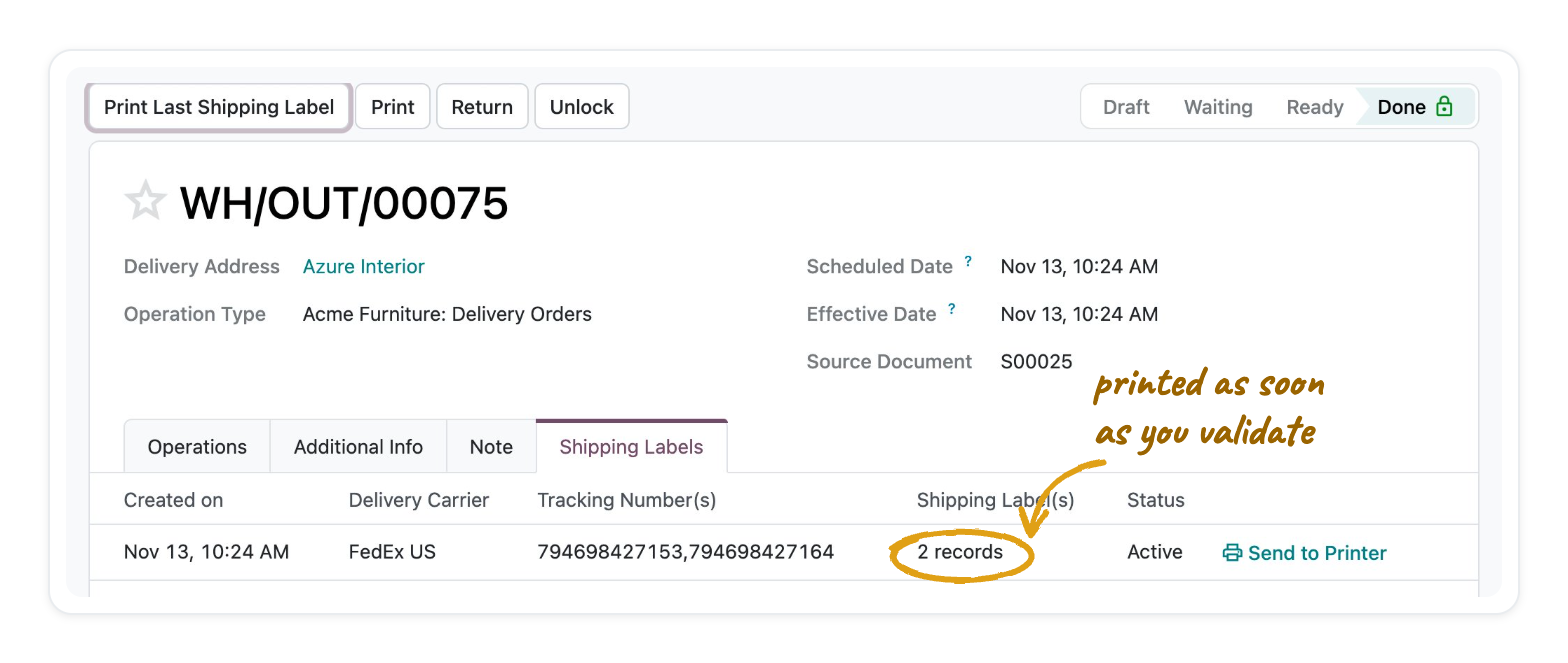 Print Last Shipping Label Print Return Unlock Draft Waiting Ready Done
WH/OUT/00075
Delivery Address Azure Interior Scheduled Date ? Nov 13, 10:24 AM
Operation Type Acme Furniture: Delivery Orders Effective Date ? Nov 13, 10:24 AM
Source Document S00025
printed as soon
as you validate
Operations Additional Info Note Shipping Labels
Created on Delivery Carrier Tracking Number(s) Shipping Label(s) Status
Nov 13, 10:24 AM FedEx US 794698427153,794698427164 2 records Active Send to Printer